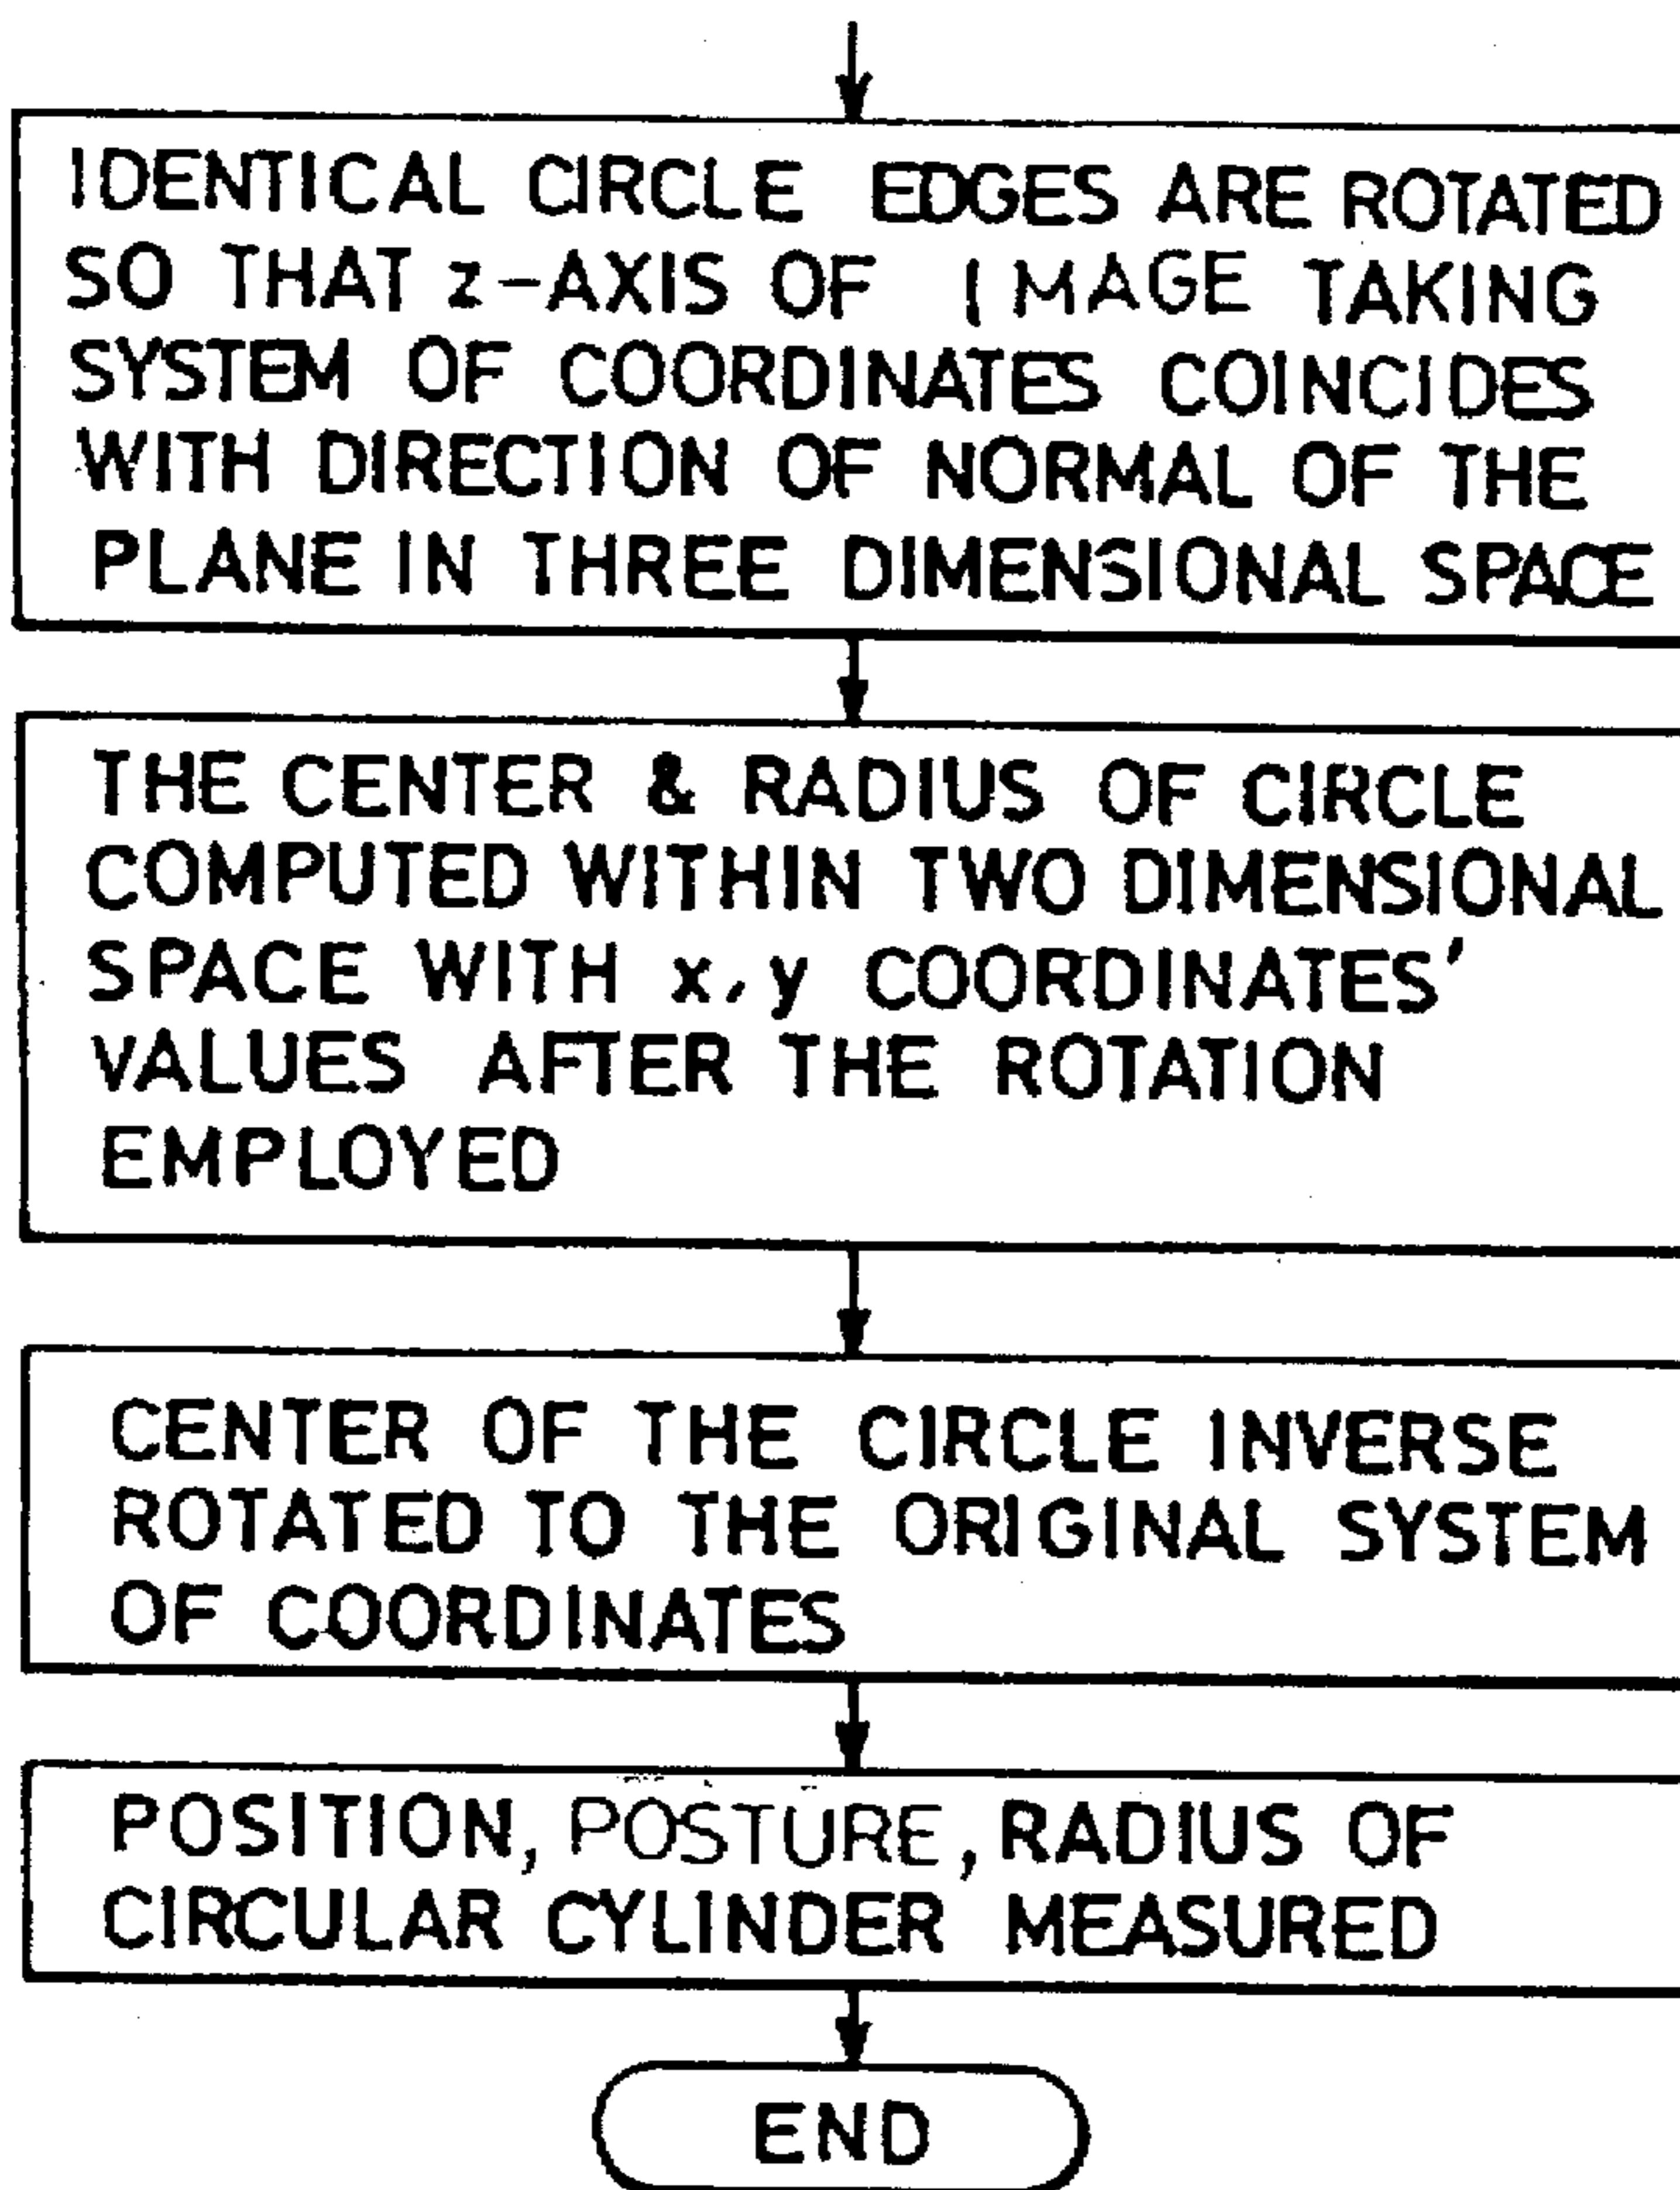 IDENTICAL CIRCLE EDGES ARE ROTATED
SO THAT z-AXIS OF IMAGE TAKING
SYSTEM OF COORDINATES COINCIDES
WITH DIRECTION OF NORMAL OF THE
PLANE IN THREE DIMENSIONAL SPACE
THE CENTER & RADIUS OF CIRCLE
COMPUTED WITHIN TWO DIMENSIONAL
SPACE WITH x, y COORDINATES'
VALUES AFTER THE ROTATION
EMPLOYED
CENTER OF THE CIRCLE INVERSE
ROTATED TO THE ORIGINAL SYSTEM
OF COORDINATES
POSITION, POSTURE, RADIUS OF
CIRCULAR CYLINDER MEASURED
END